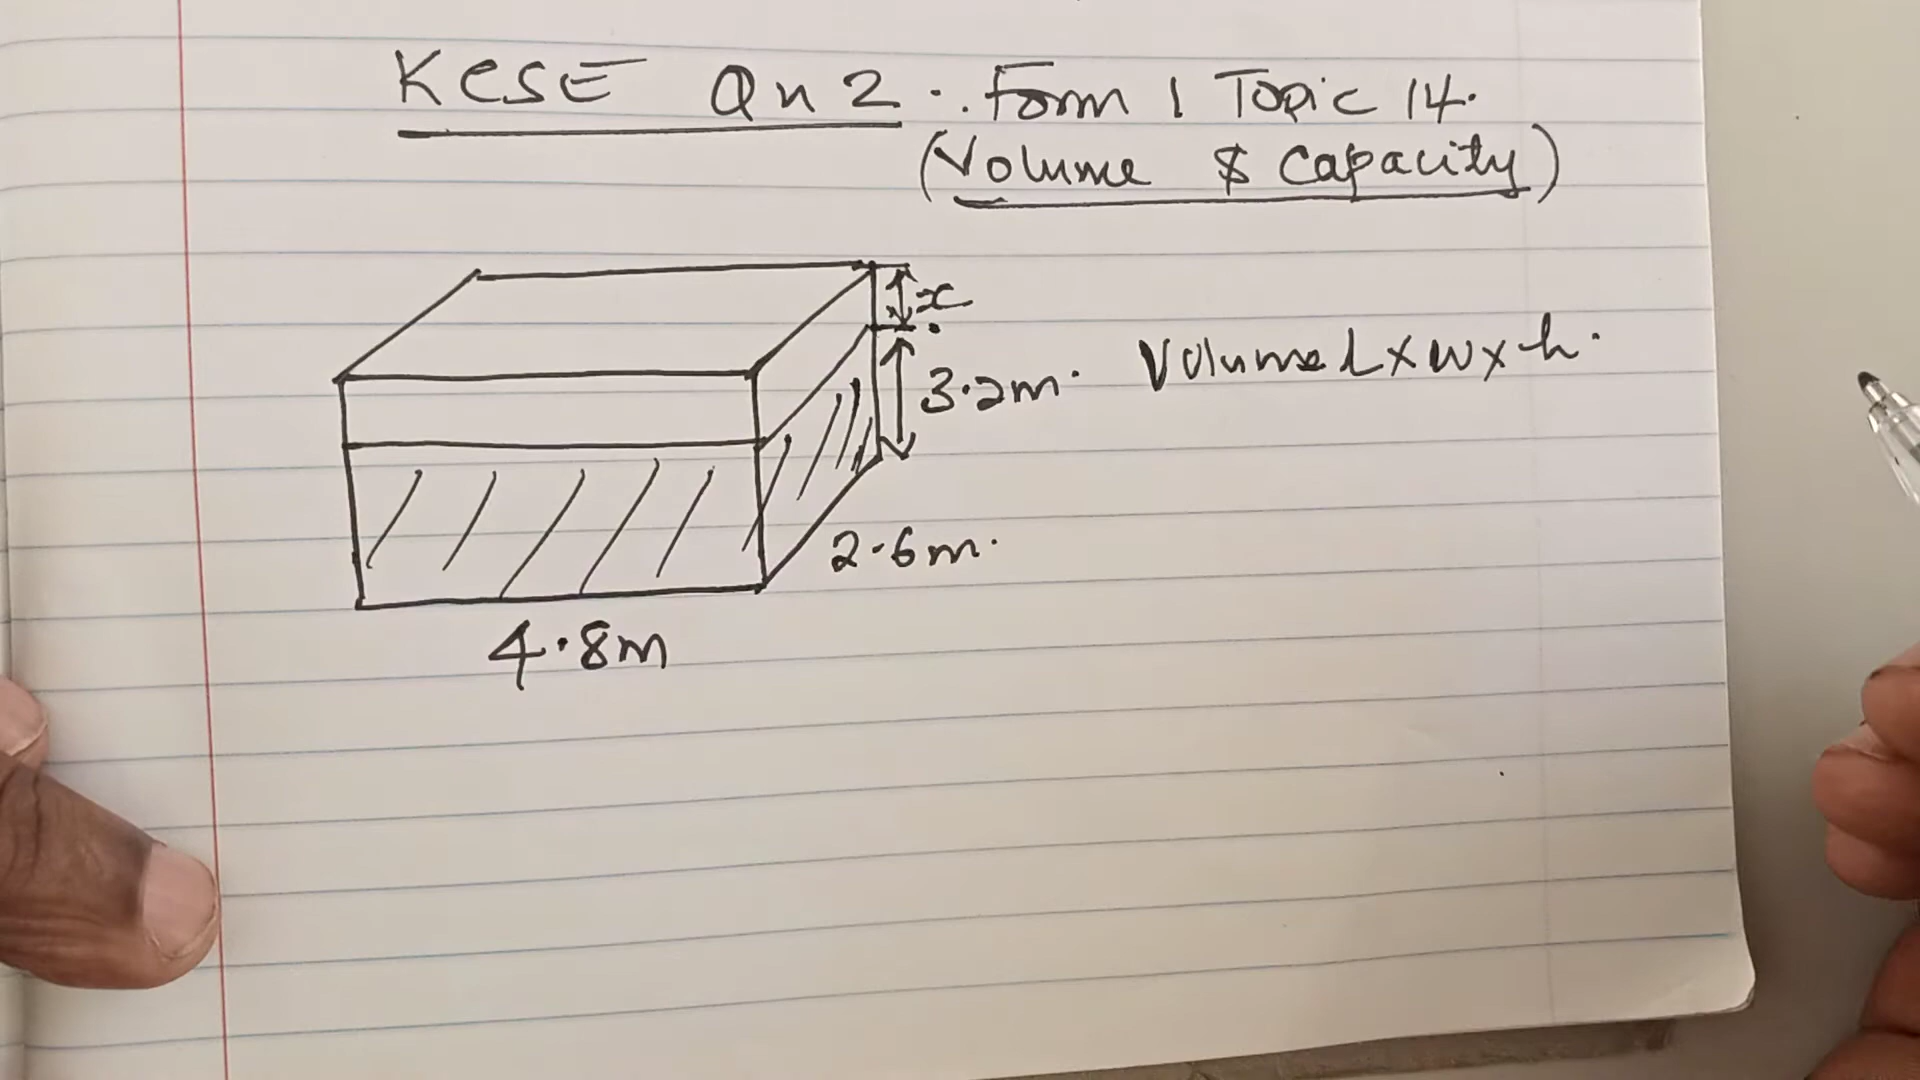 KCSE Qn 2 . . Form 1 Topic 14.
(Volume & Capacity)
x
3.2m.
Volume L x w x h.
2.6m.
4.8m